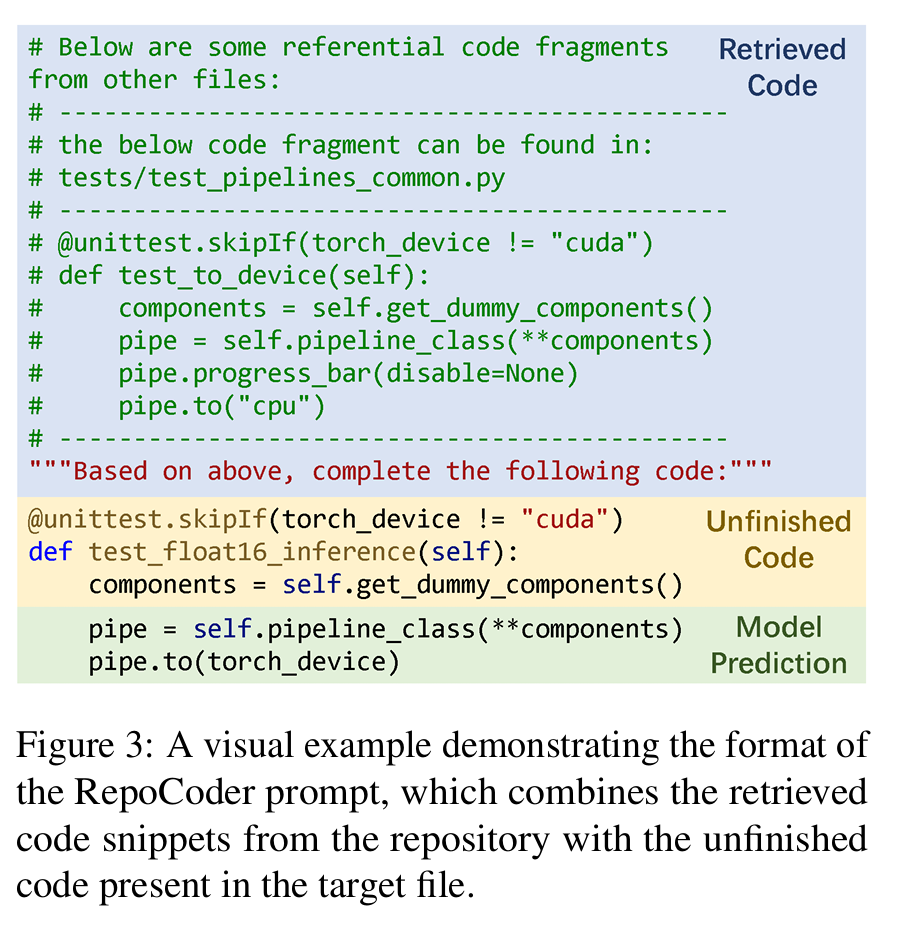 # Below are some referential code fragments
from other files:
Retrieved
Code
# ---------------------------------------------
# the below code fragment can be found in:
# tests/test_pipelines_common.py
# ---------------------------------------------
# @unittest.skipIf(torch_device != "cuda")
# def test_to_device(self):
#     components = self.get_dummy_components()
#     pipe = self.pipeline_class(**components)
#     pipe.progress_bar(disable=None)
#     pipe.to("cpu")
# ---------------------------------------------
"""Based on above, complete the following code:"""
@unittest.skipIf(torch_device != "cuda")
def test_float16_inference(self):
    components = self.get_dummy_components()
Unfinished
Code
    pipe = self.pipeline_class(**components)
    pipe.to(torch_device)
Model
Prediction
Figure 3: A visual example demonstrating the format of
the RepoCoder prompt, which combines the retrieved
code snippets from the repository with the unfinished
code present in the target file.